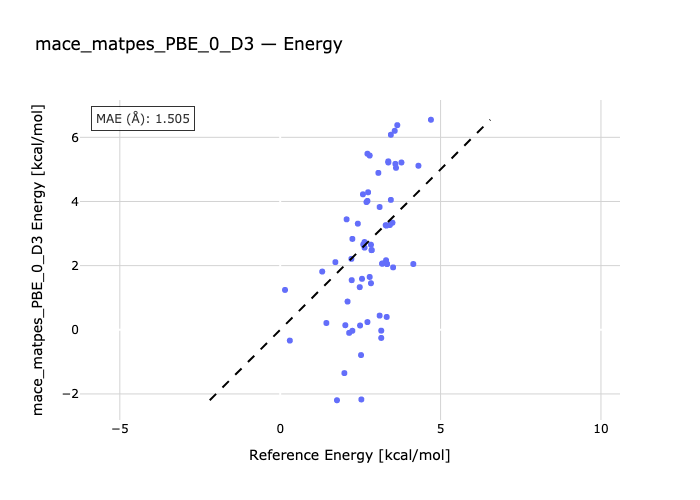 mace_matpes_PBE_0_D3 — Energy
MAE (Å): 1.505
mace_matpes_PBE_0_D3 Energy [kcal/mol]
6
4
2
0
−2
−5
0
5
10
Reference Energy [kcal/mol]